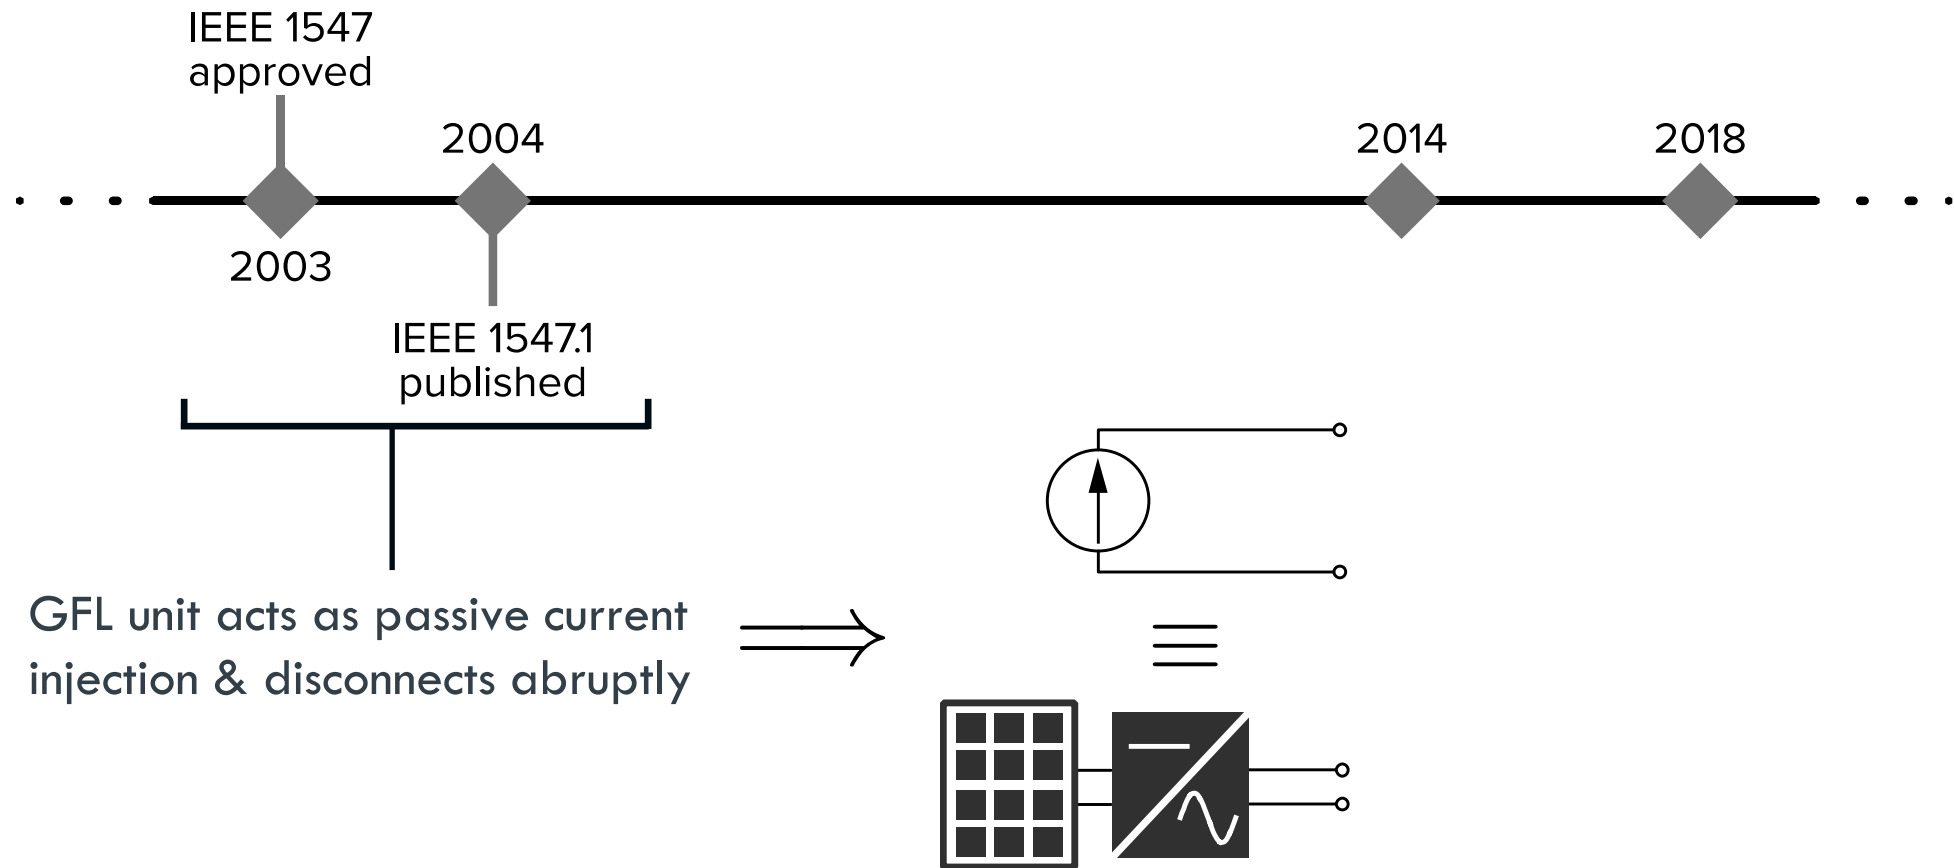 IEEE 1547
approved
2004
2014
2018
2003
IEEE 1547.1
published
GFL unit acts as passive current
injection & disconnects abruptly